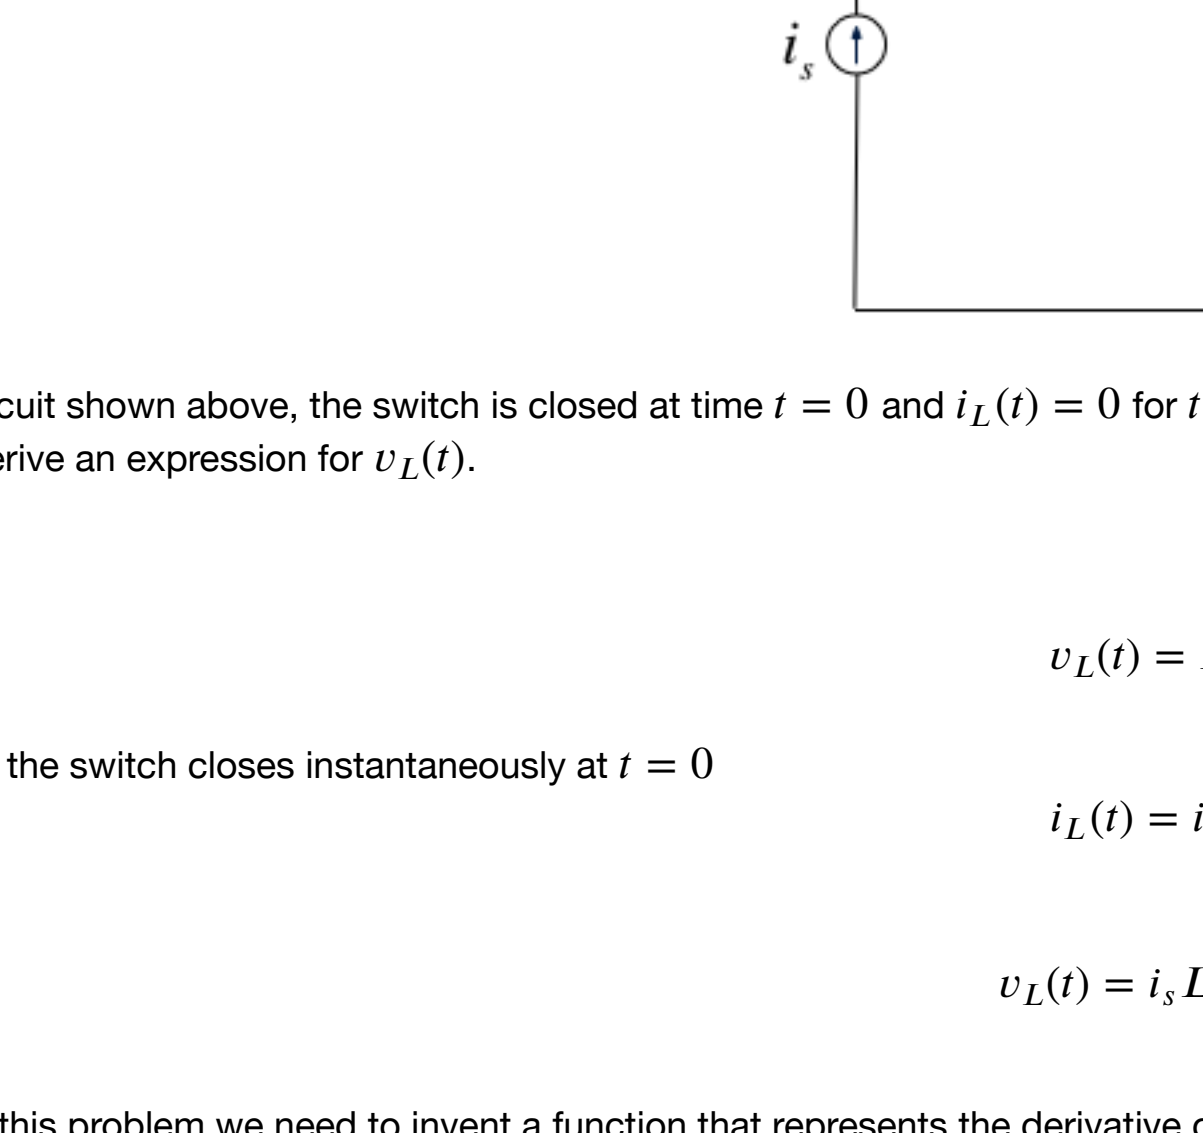 i_s
cuit shown above, the switch is closed at time t = 0 and i_L(t) = 0 for t
erive an expression for v_L(t).
v_L(t) =
the switch closes instantaneously at t = 0
i_L(t) = i
v_L(t) = i_s L
this problem we need to invent a function that represents the derivative